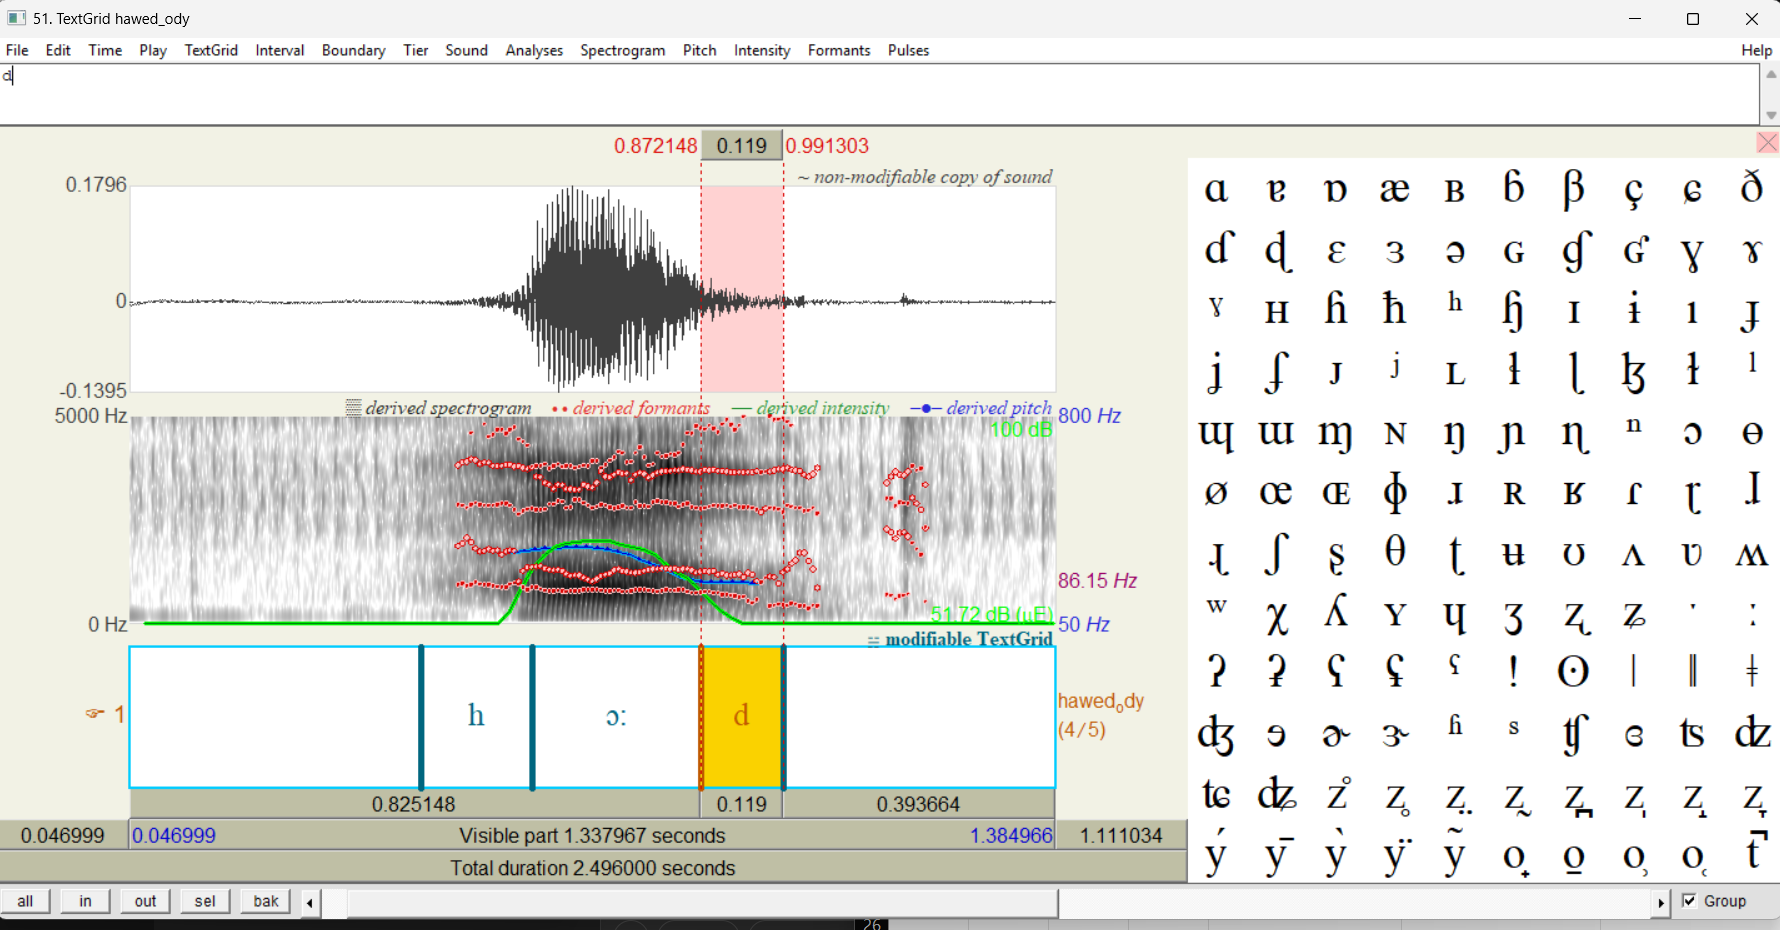 51. TextGrid hawed_ody
File Edit Time Play TextGrid Interval Boundary Tier Sound Analyses Spectrogram Pitch Intensity Formants Pulses Help
d
0.872148 0.119 0.991303
~ non-modifiable copy of sound
0.1796
0
-0.1395
derived spectrogram derived formants derived intensity derived pitch
5000 Hz
0 Hz
800 Hz
100 dB
86.15 Hz
51.72 dB (µE)
50 Hz
modifiable TextGrid
☞ 1
h ɔː d
hawedody
(4/5)
0.825148 0.119 0.393664
0.046999 0.046999 Visible part 1.337967 seconds 1.384966 1.111034
Total duration 2.496000 seconds
ɑ ɐ ɒ æ ʙ ɓ β ç ɕ ð
ɗ ɖ ɛ ɜ ə ɢ ɠ ʛ ɣ ɤ
ˠ ʜ ɦ ħ ʰ ɧ ɪ ɨ ı ɟ
ʝ ʄ ᴊ ʲ ʟ ɫ ɭ ɮ ɬ ˡ
ɰ ɯ ɱ ɴ ŋ ɲ ɳ ⁿ ɔ ɵ
ø œ ɶ ɸ ɹ ʀ ʁ ɾ ɽ ɺ
ɻ ʃ ʂ θ ʈ ʉ ʊ ʌ ʋ ʍ
ʷ χ ʎ ʏ ɥ ʒ ʐ ʑ ˑ ː
ʔ ʡ ʕ ʢ ˤ ǃ ʘ ǀ ǁ ǂ
ʤ ɘ ɚ ɝ ʱ ˢ ʧ ɞ ʦ ʣ
ʨ ʥ z̊ z̥ z̤ z̰ z̪ z̩ z̝ z̞
ý ȳ ỳ ÿ ỹ o̟ o̠ o̹ o̜ t̚
all in out sel bak Group
26